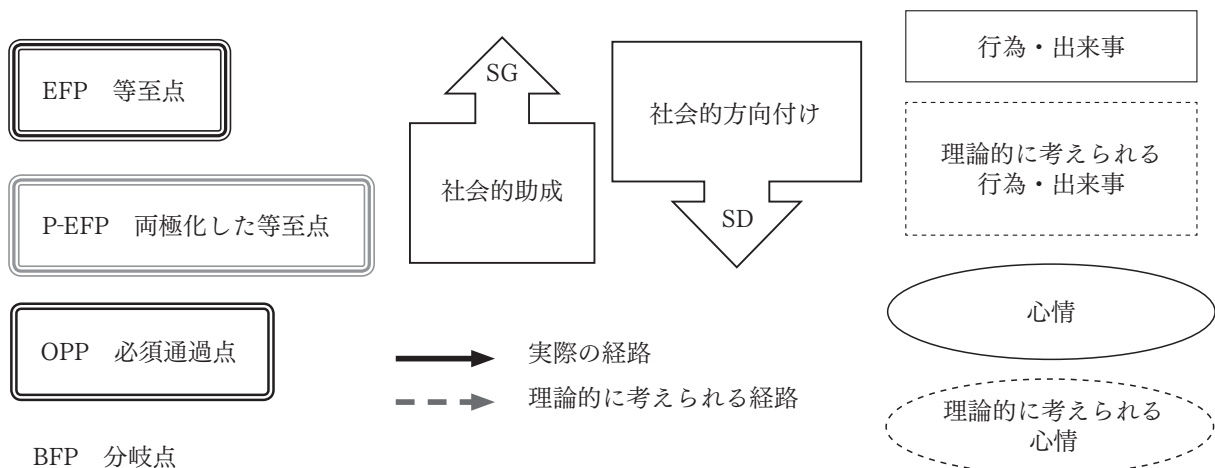 EFP 等至点
P-EFP 両極化した等至点
OPP 必須通過点
BFP 分岐点
SG
社会的助成
社会的方向付け
SD
実際の経路
理論的に考えられる経路
行為・出来事
理論的に考えられる
行為・出来事
心情
理論的に考えられる
心情